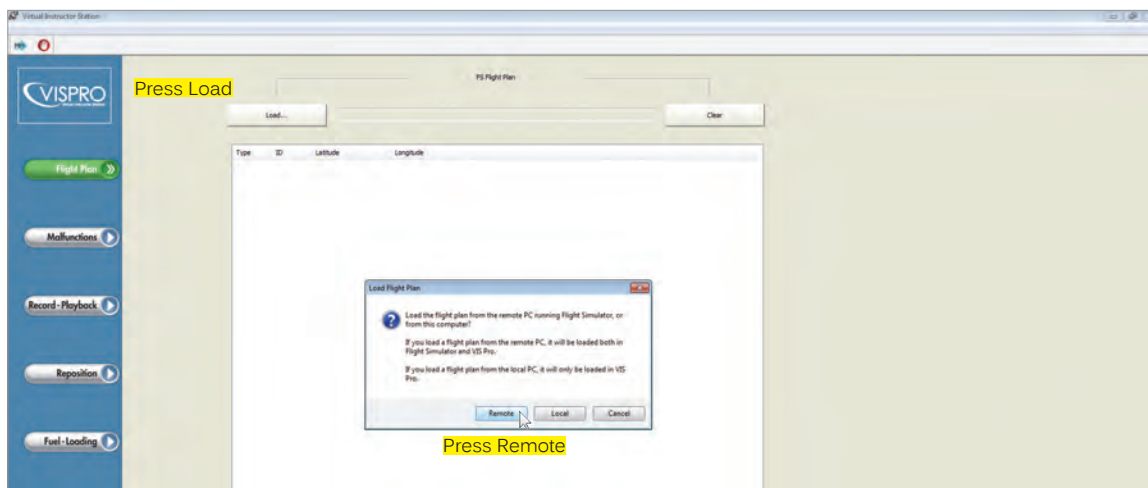 Virtual Instructor Station
VISPRO
Press Load
FS Flight Plan
Load...
Clear
Type ID Latitude Longitude
Flight Plan
Malfunctions
Record - Playback
Reposition
Fuel - Loading
Load Flight Plan
Load the flight plan from the remote PC running Flight Simulator, or
from this computer?
If you load a flight plan from the remote PC, it will be loaded both in
Flight Simulator and VIS Pro.
If you load a flight plan from the local PC, it will only be loaded in VIS
Pro.
Remote Local Cancel
Press Remote